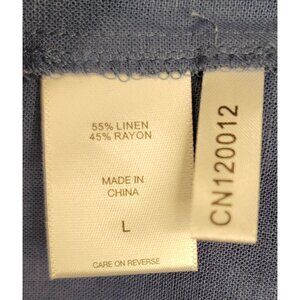 55% LINEN
45% RAYON
MADE IN
CHINA
L
CARE ON REVERSE
CN120012